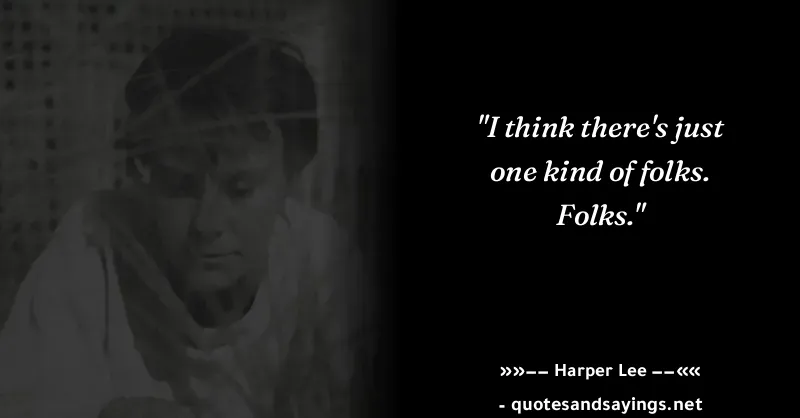 "I think there's just
one kind of folks.
Folks."
»»−− Harper Lee −−««
- quotesandsayings.net